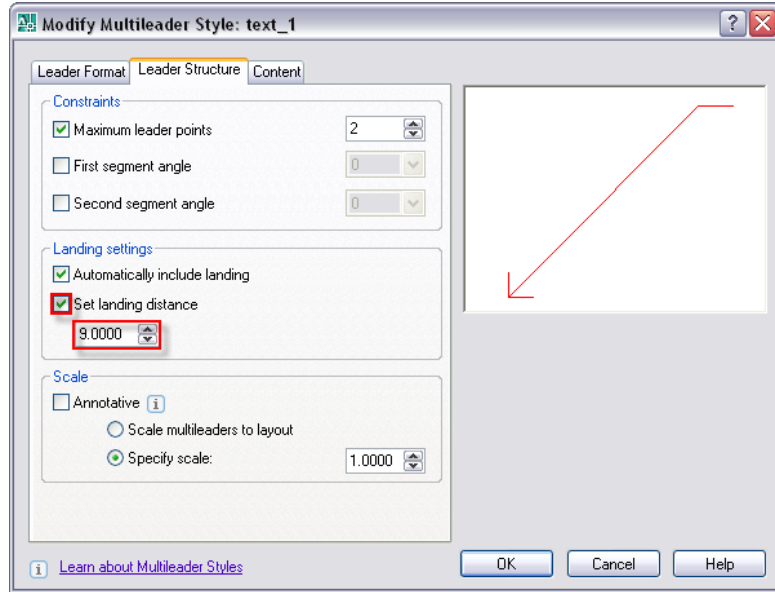 Modify Multileader Style: text_1
Leader Format Leader Structure Content
Constraints
Maximum leader points 2
First segment angle 0
Second segment angle 0
Landing settings
Automatically include landing
Set landing distance
9.0000
Scale
Annotative
Scale multileaders to layout
Specify scale: 1.0000
Learn about Multileader Styles
OK Cancel Help